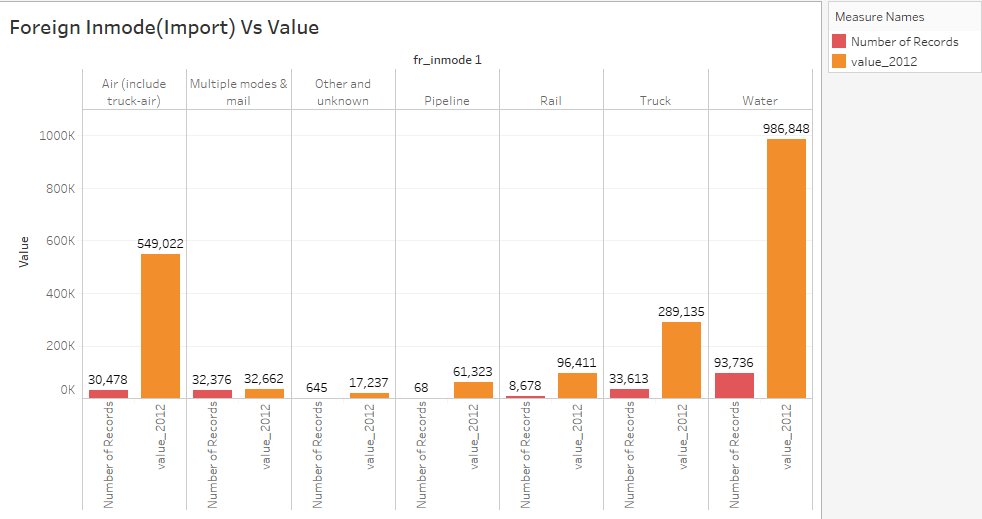 Foreign Inmode(Import) Vs Value
Measure Names
Number of Records
value_2012
fr_inmode 1
Air (include
truck-air)
Multiple modes &
mail
Other and
unknown
Pipeline
Rail
Truck
Water
Value
1000K
800K
600K
400K
200K
0K
30,478
549,022
32,376
32,662
645
17,237
68
61,323
8,678
96,411
33,613
289,135
93,736
986,848
Number of Records
value_2012
Number of Records
value_2012
Number of Records
value_2012
Number of Records
value_2012
Number of Records
value_2012
Number of Records
value_2012
Number of Records
value_2012